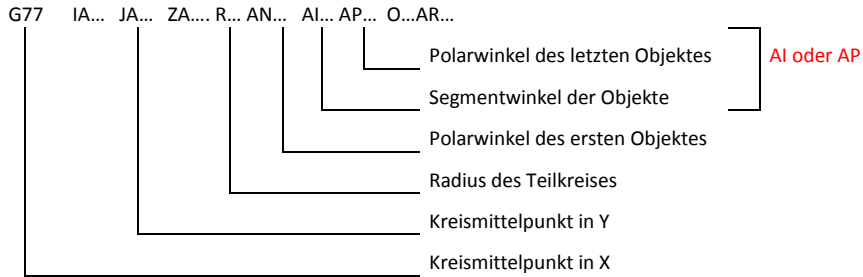 G77 IA... JA... ZA.... R... AN... AI... AP... O...AR...
Polarwinkel des letzten Objektes AI oder AP
Segmentwinkel der Objekte
Polarwinkel des ersten Objektes
Radius des Teilkreises
Kreismittelpunkt in Y
Kreismittelpunkt in X